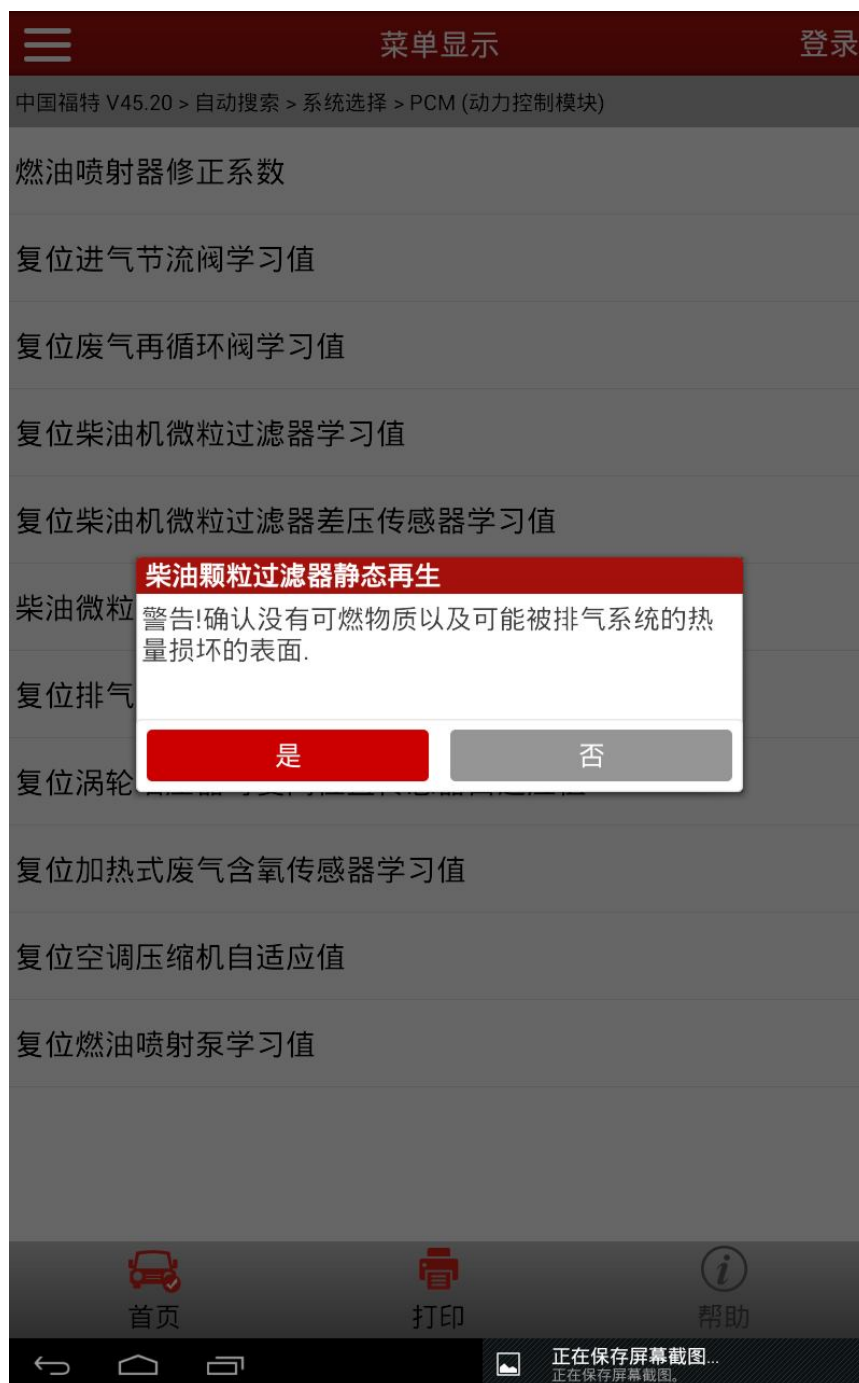 菜单显示
登录
中国福特 V45.20 > 自动搜索 > 系统选择 > PCM (动力控制模块)
燃油喷射器修正系数
复位进气节流阀学习值
复位废气再循环阀学习值
复位柴油机微粒过滤器学习值
复位柴油机微粒过滤器差压传感器学习值
柴油颗粒过滤器静态再生
柴油微粒
警告!确认没有可燃物质以及可能被排气系统的热
量损坏的表面.
复位排气
是
否
复位涡轮
复位加热式废气含氧传感器学习值
复位空调压缩机自适应值
复位燃油喷射泵学习值
首页
打印
帮助
正在保存屏幕截图...
正在保存屏幕截图。